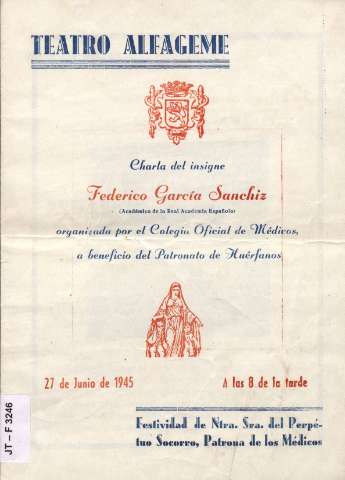 TEATRO ALFAGEME
Charla del insigne
Federico García Sanchiz
(Académico de la Real Academia Española)
organizada por el Colegio Oficial de Médicos,
a beneficio del Patronato de Huérfanos
27 de Junio de 1945
A las 8 de la tarde
Festividad de Ntra. Sra. del Perpé-
tuo Socorro, Patrona de los Médicos
JT - F 3246